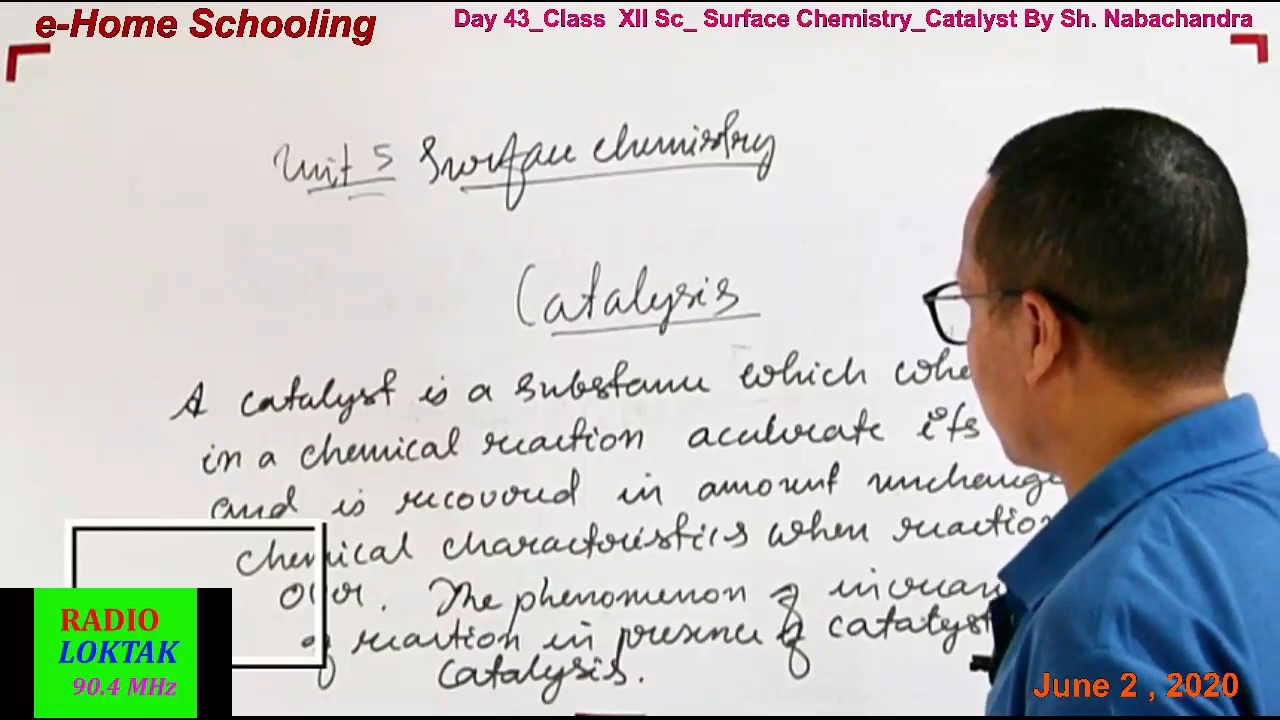 e-Home Schooling
Day 43_Class XII Sc_ Surface Chemistry_Catalyst By Sh. Nabachandra
Unit 5 Surface chemistry
Catalysis
A catalyst is a substance which whe
in a chemical reaction accelerate its
and is recovered in amount unchange
chemical characteristics when reaction
over. The phenomenon of increas
of reaction in presence of catalyst
catalysis.
RADIO
LOKTAK
90.4 MHz
June 2 , 2020